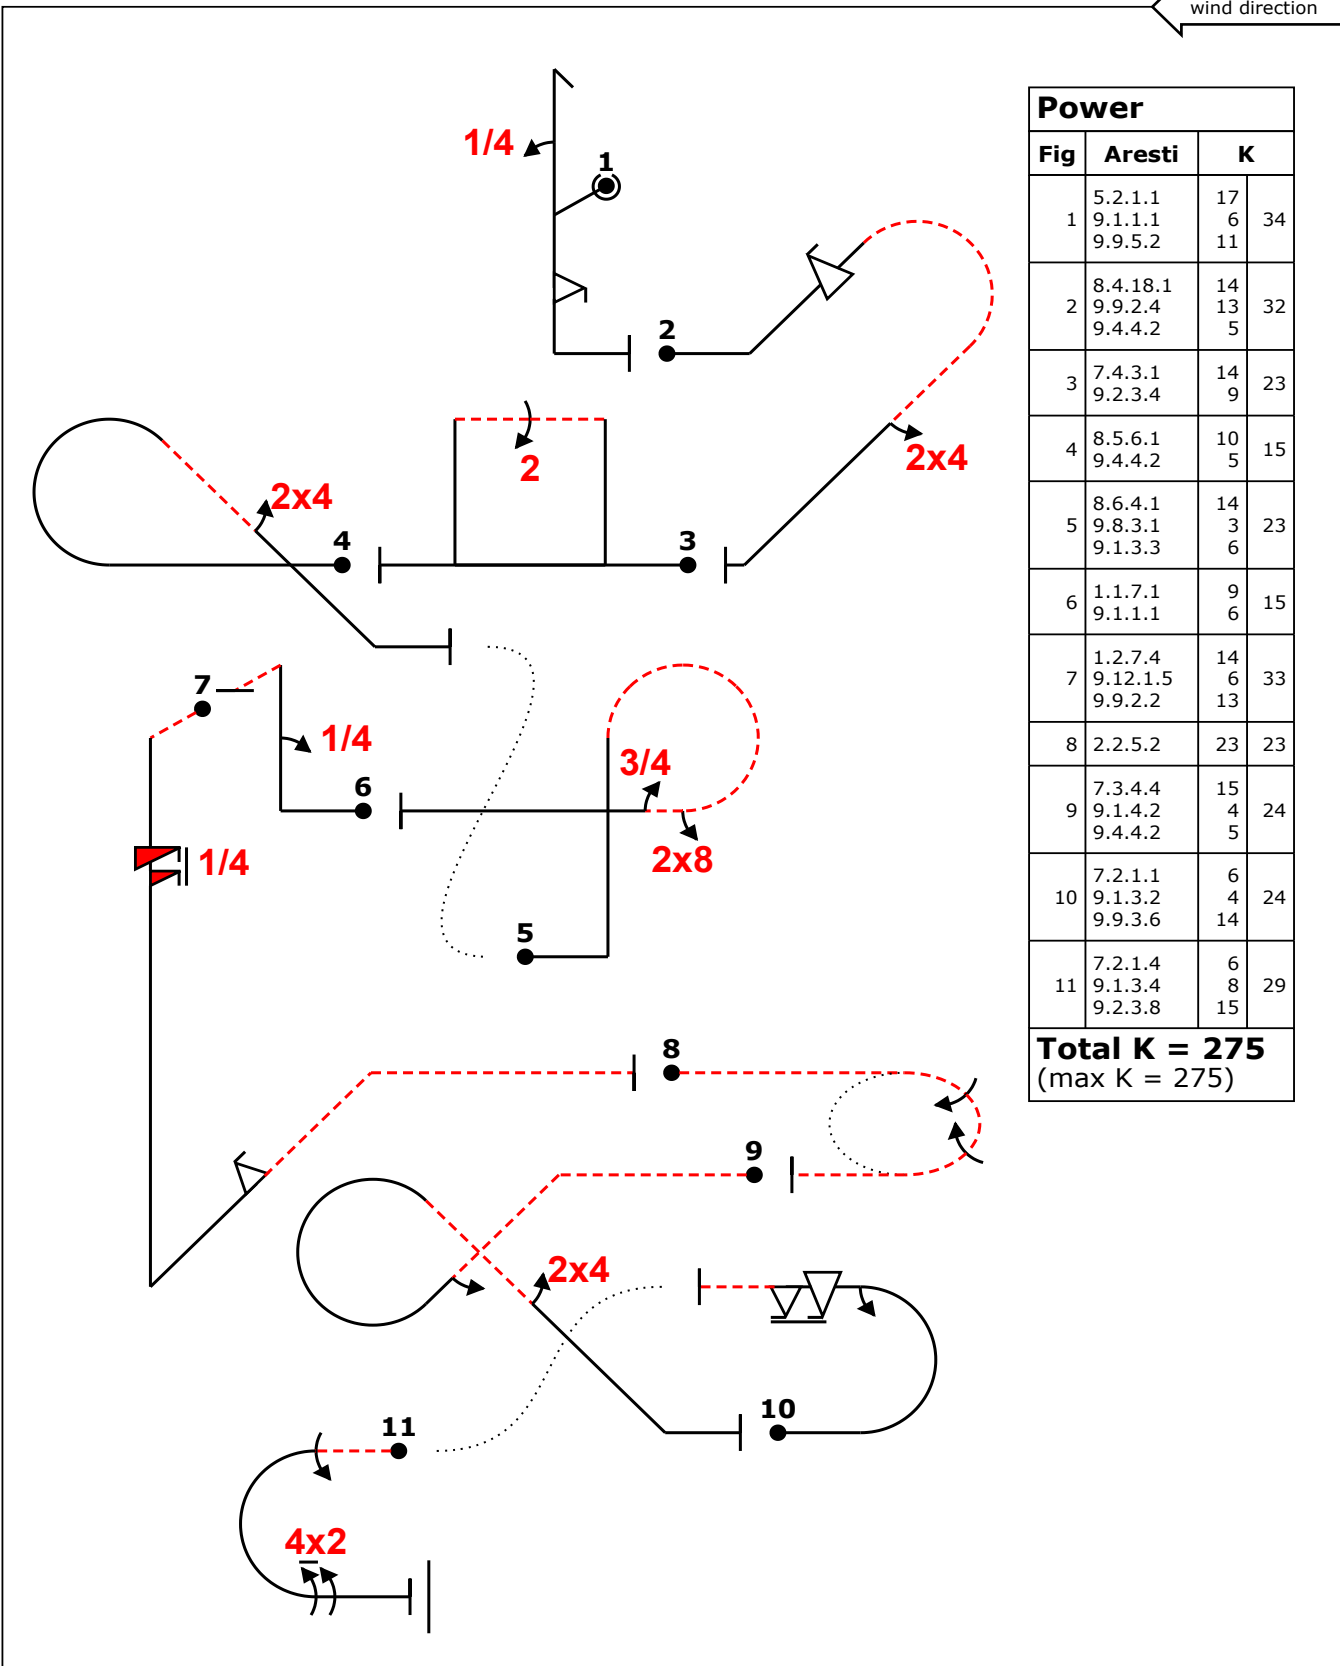 wind direction
1/4
1
2
2x4
2
2x4
4
3
7
1/4
3/4
6
2x8
1/4
5
8
9
2x4
10
11
4x2
Power
Fig Aresti K
1 5.2.1.1 17 34
9.1.1.1 6
9.9.5.2 11
2 8.4.18.1 14 32
9.9.2.4 13
9.4.4.2 5
3 7.4.3.1 14 23
9.2.3.4 9
4 8.5.6.1 10 15
9.4.4.2 5
5 8.6.4.1 14 23
9.8.3.1 3
9.1.3.3 6
6 1.1.7.1 9 15
9.1.1.1 6
7 1.2.7.4 14 33
9.12.1.5 6
9.9.2.2 13
8 2.2.5.2 23 23
9 7.3.4.4 15 24
9.1.4.2 4
9.4.4.2 5
10 7.2.1.1 6 24
9.1.3.2 4
9.9.3.6 14
11 7.2.1.4 6 29
9.1.3.4 8
9.2.3.8 15
Total K = 275
(max K = 275)